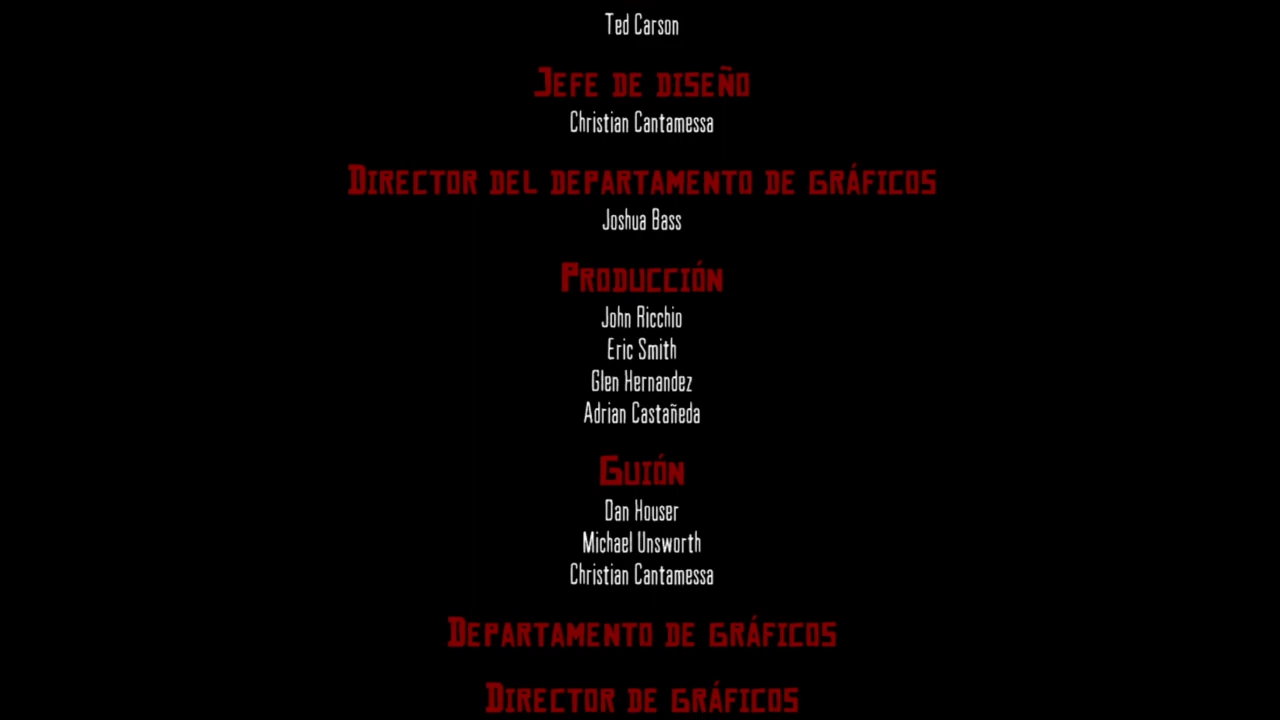 Ted Carson
Jefe de diseño
Christian Cantamessa
Director del departamento de gráficos
Joshua Bass
Producción
John Ricchio
Eric Smith
Glen Hernandez
Adrian Castañeda
Guión
Dan Houser
Michael Unsworth
Christian Cantamessa
Departamento de gráficos
Director de gráficos